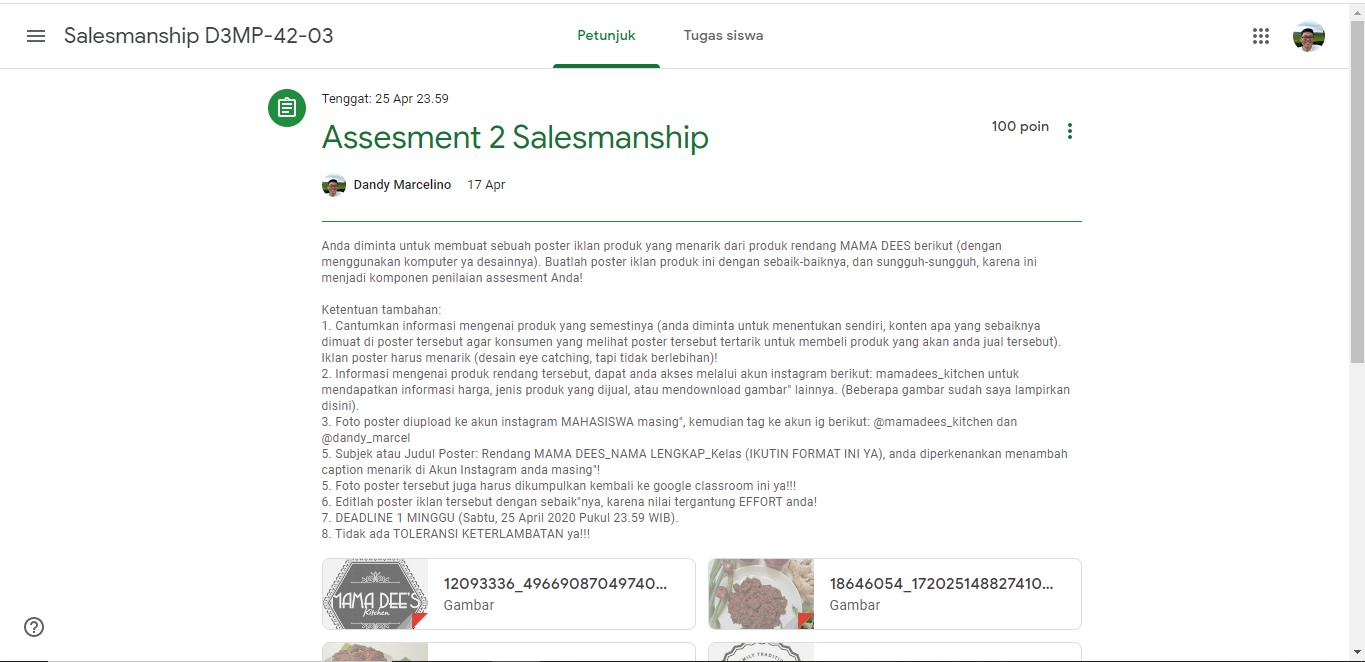 Salesmanship D3MP-42-03
Petunjuk
Tugas siswa
Tenggat: 25 Apr 23.59
Assesment 2 Salesmanship
100 poin
Dandy Marcelino 17 Apr
Anda diminta untuk membuat sebuah poster iklan produk yang menarik dari produk rendang MAMA DEES berikut (dengan
menggunakan komputer ya desainnya). Buatlah poster iklan produk ini dengan sebaik-baiknya, dan sungguh-sungguh, karena ini
menjadi komponen penilaian assesment Anda!
Ketentuan tambahan:
1. Cantumkan informasi mengenai produk yang semestinya (anda diminta untuk menentukan sendiri, konten apa yang sebaiknya
dimuat di poster tersebut agar konsumen yang melihat poster tersebut tertarik untuk membeli produk yang akan anda jual tersebut).
Iklan poster harus menarik (desain eye catching, tapi tidak berlebihan)!
2. Informasi mengenai produk rendang tersebut, dapat anda akses melalui akun instagram berikut: mamadees_kitchen untuk
mendapatkan informasi harga, jenis produk yang dijual, atau mendownload gambar" lainnya. (Beberapa gambar sudah saya lampirkan
disini).
3. Foto poster diupload ke akun instagram MAHASISWA masing", kemudian tag ke akun ig berikut: @mamadees_kitchen dan
@dandy_marcel
5. Subjek atau Judul Poster: Rendang MAMA DEES_NAMA LENGKAP_Kelas (IKUTIN FORMAT INI YA), anda diperkenankan menambah
caption menarik di Akun Instagram anda masing"!
5. Foto poster tersebut juga harus dikumpulkan kembali ke google classroom ini ya!!!
6. Editlah poster iklan tersebut dengan sebaik"nya, karena nilai tergantung EFFORT anda!
7. DEADLINE 1 MINGGU (Sabtu, 25 April 2020 Pukul 23.59 WIB).
8. Tidak ada TOLERANSI KETERLAMBATAN ya!!!
MAMA DEE'S
Kitchen
12093336_49669087049740...
Gambar
18646054_172025148827410...
Gambar